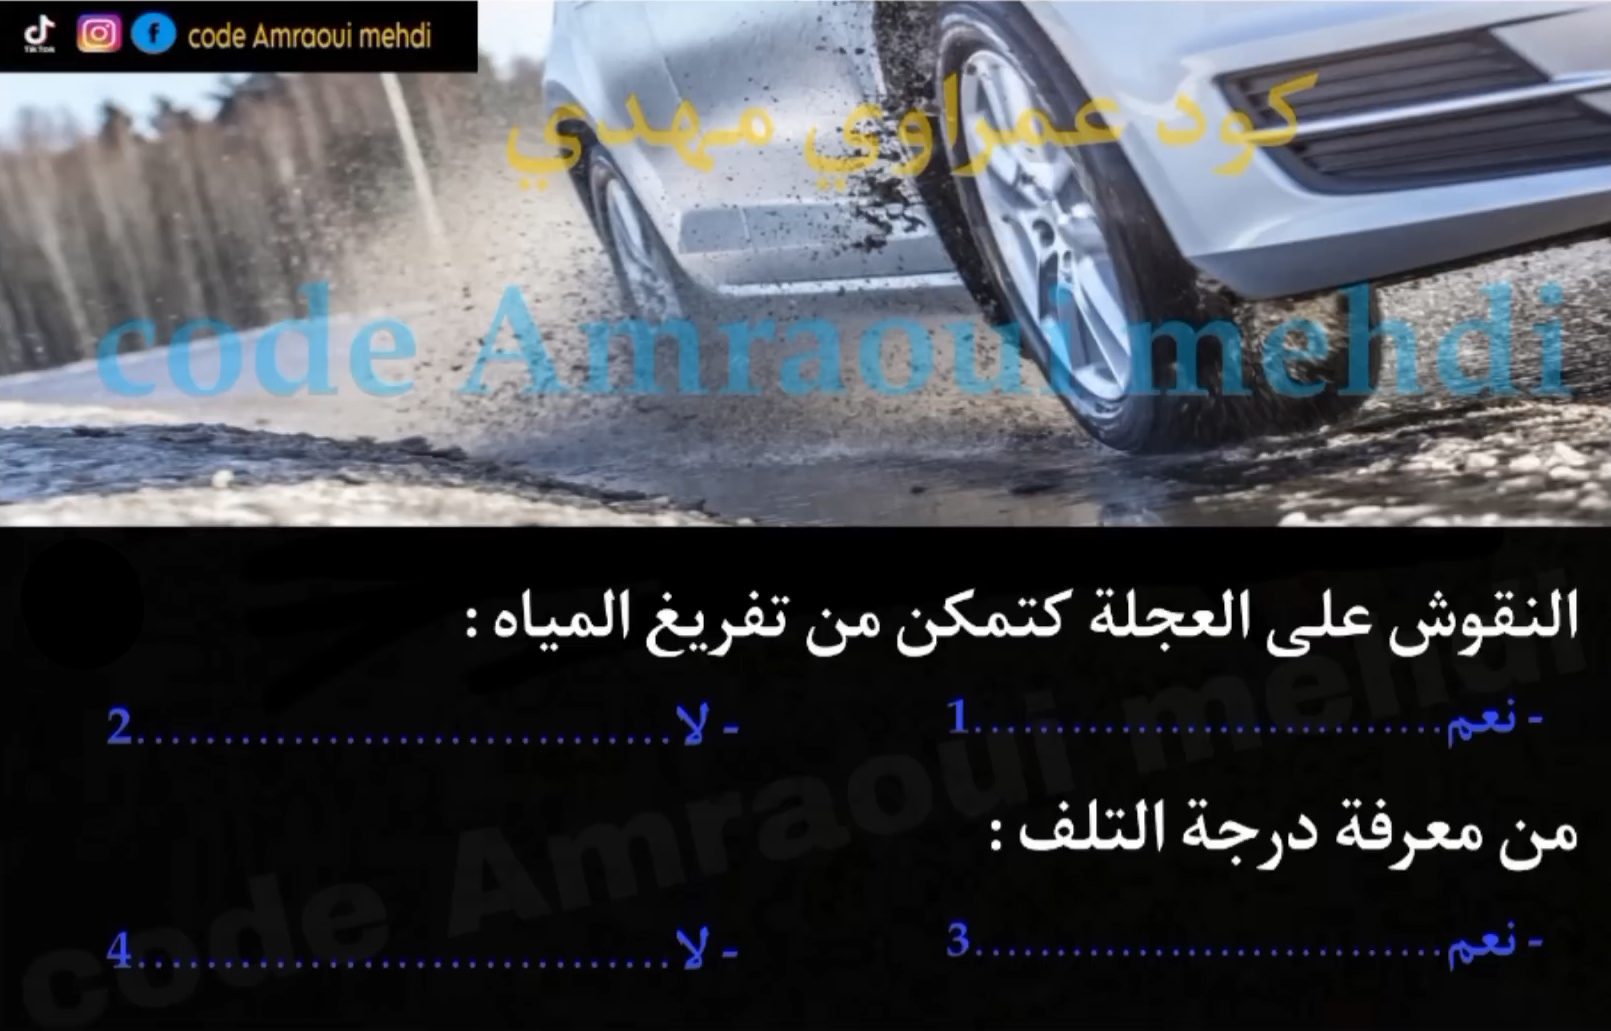 code Amraoui mehdi
كود عمراوي مهدي
code Amraoui mehdi
النقوش على العجلة كتمكن من تفريغ المياه :
- نعم..............................1 - لا..................................2
من معرفة درجة التلف :
- نعم..............................3 - لا..................................4
code Amraoui mehdi